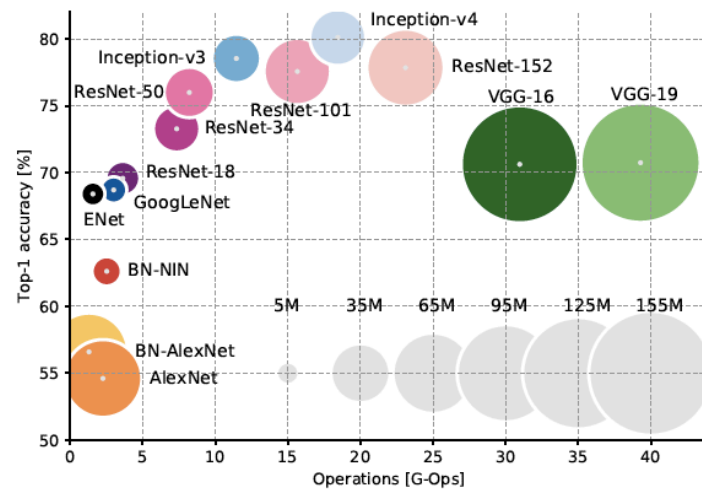 Inception-v4
80
Inception-v3
ResNet-152
ResNet-50
ResNet-101
VGG-16
VGG-19
75
ResNet-34
70
ResNet-18
GoogLeNet
ENet
65
BN-NIN
60
5M 35M 65M 95M 125M 155M
BN-AlexNet
55
AlexNet
50
0 5 10 15 20 25 30 35 40
Operations [G-Ops]
Top-1 accuracy [%]